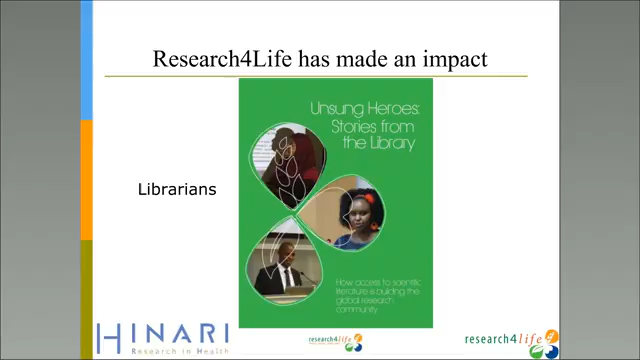 Research4Life has made an impact
Unsung Heroes:
Stories from
the Library
Librarians
How access to scientific
literature is building the
global research
community
HINARI
Research in Health
research4life
research4life